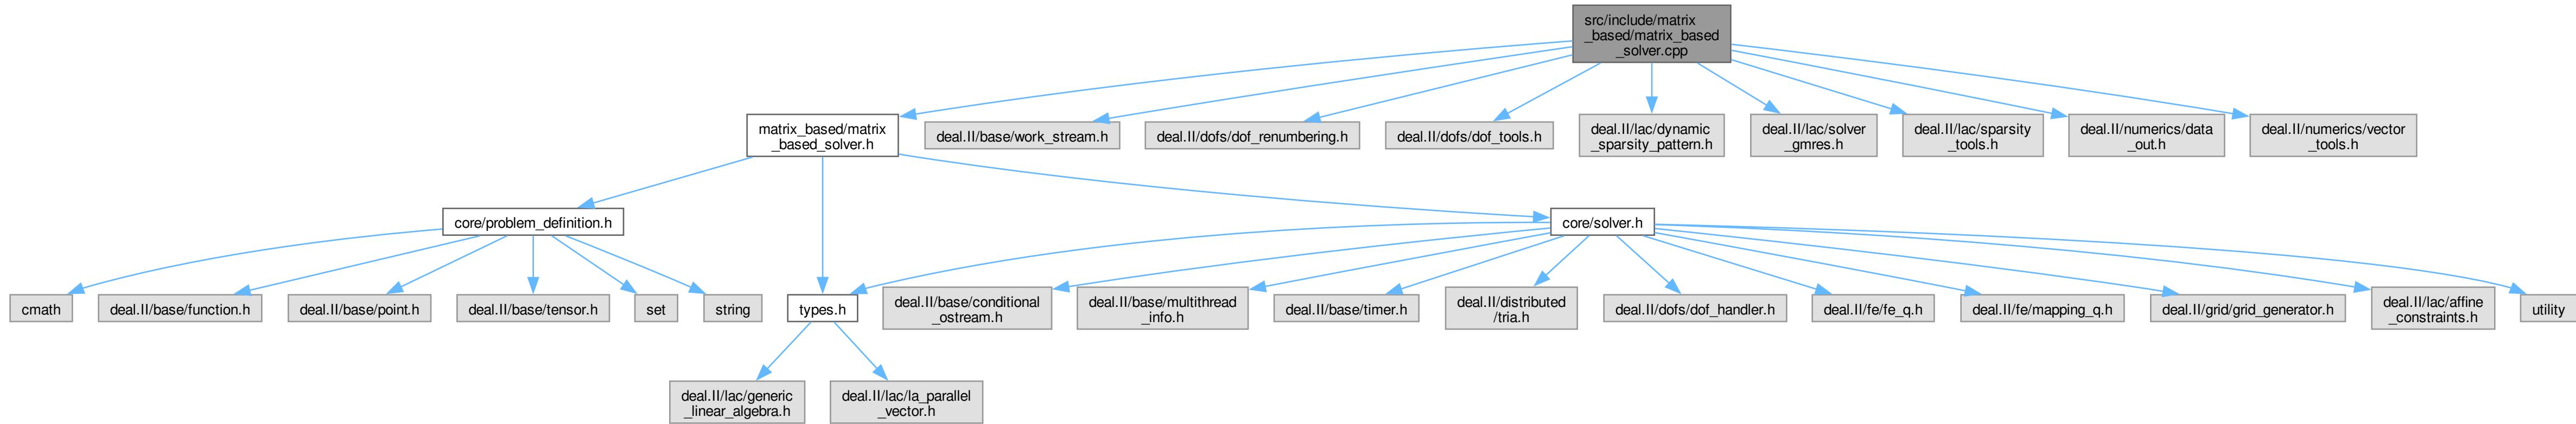 src/include/matrix
_based/matrix_based
_solver.cpp
matrix_based/matrix
_based_solver.h
deal.II/base/work_stream.h
deal.II/dofs/dof_renumbering.h
deal.II/dofs/dof_tools.h
deal.II/lac/dynamic
_sparsity_pattern.h
deal.II/lac/solver
_gmres.h
deal.II/lac/sparsity
_tools.h
deal.II/numerics/data
_out.h
deal.II/numerics/vector
_tools.h
core/problem_definition.h
core/solver.h
cmath
deal.II/base/function.h
deal.II/base/point.h
deal.II/base/tensor.h
set
string
types.h
deal.II/base/conditional
_ostream.h
deal.II/base/multithread
_info.h
deal.II/base/timer.h
deal.II/distributed
/tria.h
deal.II/dofs/dof_handler.h
deal.II/fe/fe_q.h
deal.II/fe/mapping_q.h
deal.II/grid/grid_generator.h
deal.II/lac/affine
_constraints.h
utility
deal.II/lac/generic
_linear_algebra.h
deal.II/lac/la_parallel
_vector.h